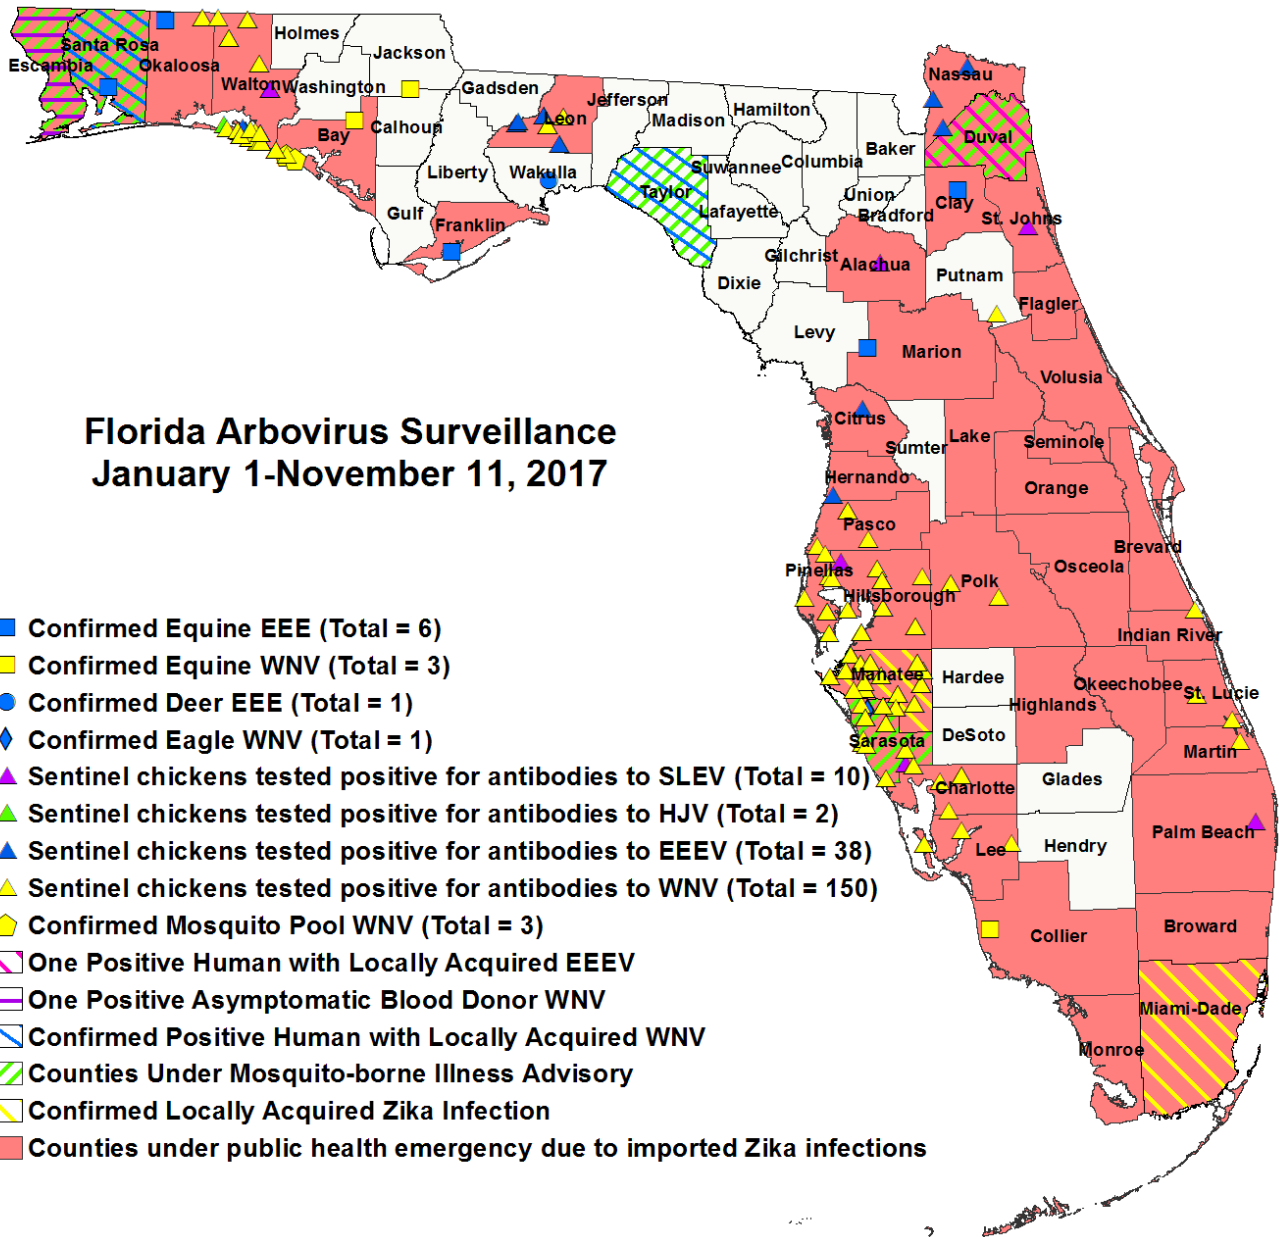 Holmes
Jackson
Santa Rosa
Escambia
Okaloosa
Walton
Washington
Gadsden
Jefferson
Leon
Madison
Hamilton
Nassau
Duval
Bay
Calhoun
Liberty
Wakulla
Taylor
Suwannee
Columbia
Baker
Lafayette
Union
Bradford
Clay
St. Johns
Gulf
Franklin
Dixie
Gilchrist
Alachua
Putnam
Flagler
Levy
Marion
Volusia
Florida Arbovirus Surveillance
January 1-November 11, 2017
Citrus
Sumter
Lake
Seminole
Hernando
Orange
Pasco
Brevard
Pinellas
Hillsborough
Polk
Osceola
Indian River
Manatee
Hardee
Highlands
Okeechobee
St. Lucie
Sarasota
DeSoto
Martin
Charlotte
Glades
Lee
Hendry
Palm Beach
Collier
Broward
Miami-Dade
Monroe
Confirmed Equine EEE (Total = 6)
Confirmed Equine WNV (Total = 3)
Confirmed Deer EEE (Total = 1)
Confirmed Eagle WNV (Total = 1)
Sentinel chickens tested positive for antibodies to SLEV (Total = 10)
Sentinel chickens tested positive for antibodies to HJV (Total = 2)
Sentinel chickens tested positive for antibodies to EEEV (Total = 38)
Sentinel chickens tested positive for antibodies to WNV (Total = 150)
Confirmed Mosquito Pool WNV (Total = 3)
One Positive Human with Locally Acquired EEEV
One Positive Asymptomatic Blood Donor WNV
Confirmed Positive Human with Locally Acquired WNV
Counties Under Mosquito-borne Illness Advisory
Confirmed Locally Acquired Zika Infection
Counties under public health emergency due to imported Zika infections